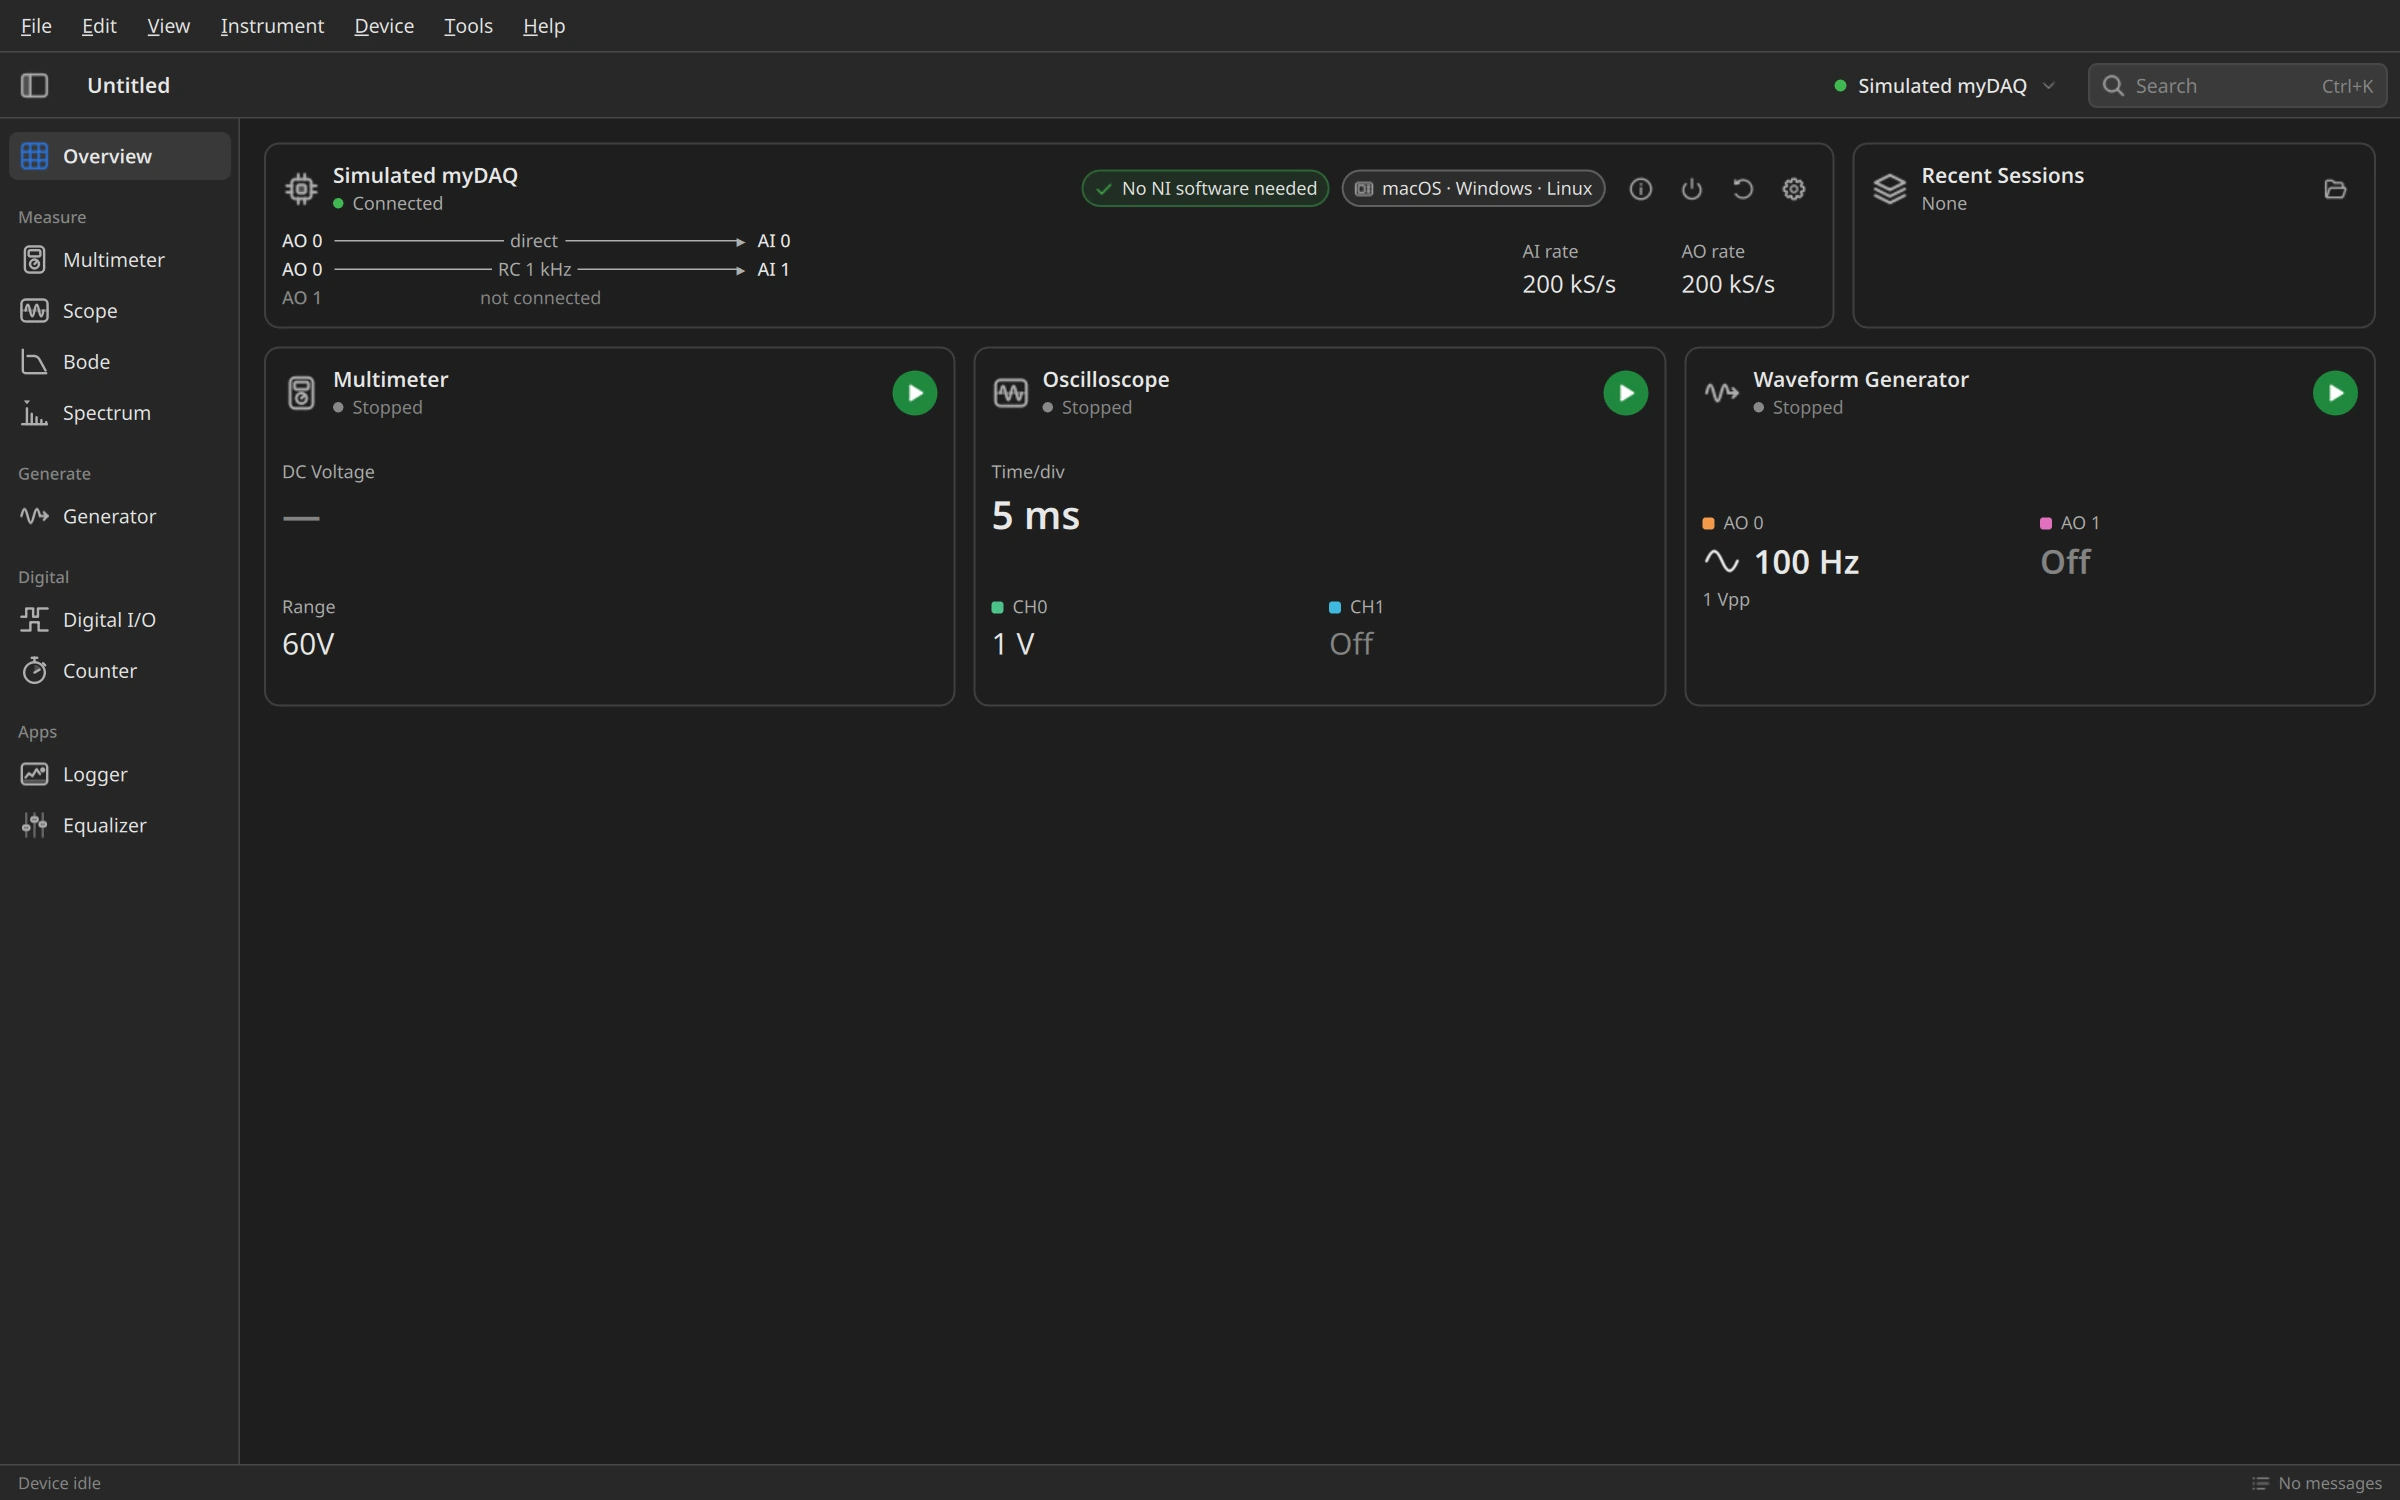 File Edit View Instrument Device Tools Help
Untitled
Simulated myDAQ
Search Ctrl+K
Overview
Measure
Multimeter
Scope
Bode
Spectrum
Generate
Generator
Digital
Digital I/O
Counter
Apps
Logger
Equalizer
Simulated myDAQ
Connected
No NI software needed
macOS · Windows · Linux
AO 0 direct AI 0
AO 0 RC 1 kHz AI 1
AO 1 not connected
AI rate
200 kS/s
AO rate
200 kS/s
Recent Sessions
None
Multimeter
Stopped
DC Voltage
—
Range
60V
Oscilloscope
Stopped
Time/div
5 ms
CH0
1 V
CH1
Off
Waveform Generator
Stopped
AO 0
100 Hz
1 Vpp
AO 1
Off
Device idle
No messages